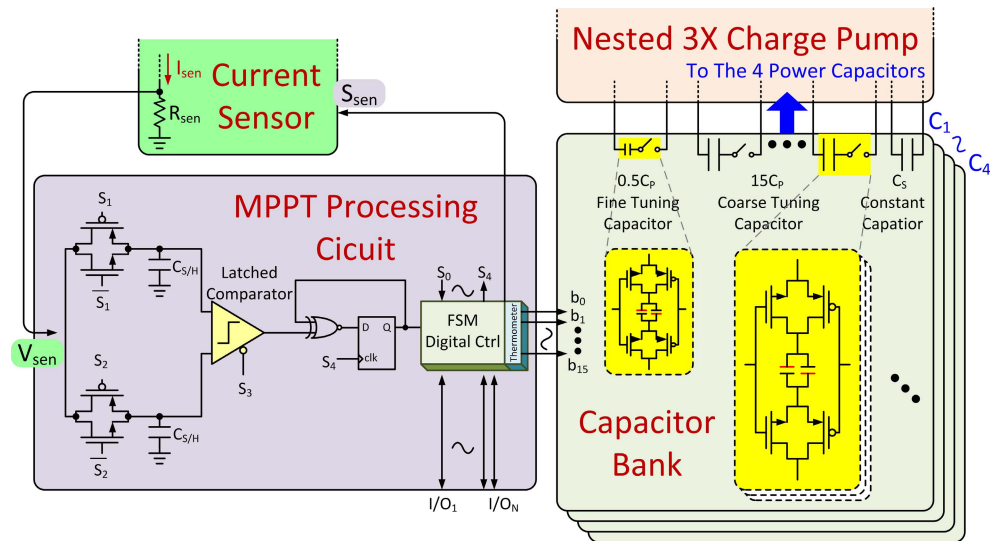 Nested 3X Charge Pump
To The 4 Power Capacitors
Current
Sensor
Isen
Rsen
Ssen
C1
C4
0.5CP
Fine Tuning
Capacitor
15CP
Coarse Tuning
Capacitor
CS
Constant
Capatior
MPPT Processing
Cicuit
S1
S1
CS/H
Latched
Comparator
S0
S4
FSM
Digital Ctrl
Thermometer
b0
b1
b15
D
Q
clk
S4
Vsen
S3
S2
S2
CS/H
Capacitor
Bank
I/O1
I/ON